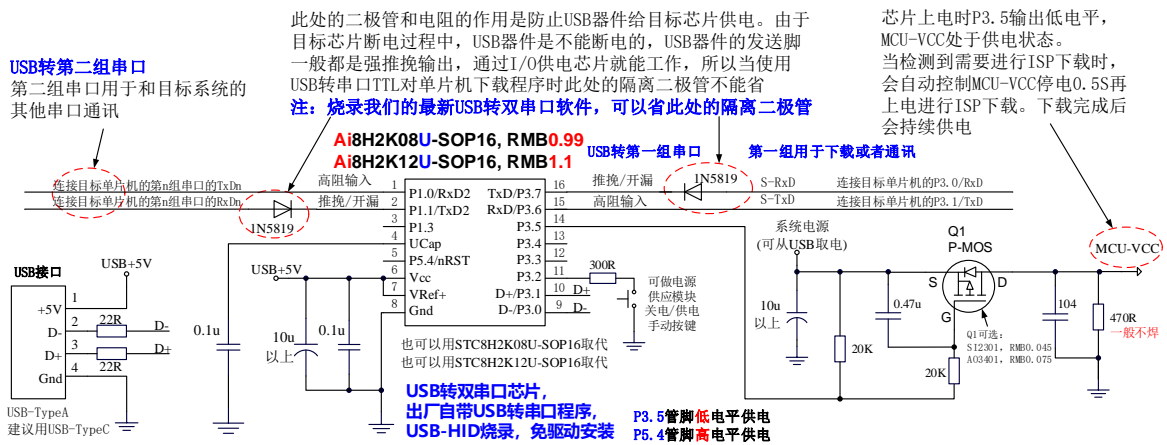 此处的二极管和电阻的作用是防止USB器件给目标芯片供电。由于
目标芯片断电过程中，USB器件是不能断电的，USB器件的发送脚
一般都是强推挽输出，通过I/O供电芯片就能工作，所以当使用
USB转串口TTL对单片机下载程序时此处的隔离二极管不能省
注：烧录我们的最新USB转双串口软件，可以省此处的隔离二极管
芯片上电时P3.5输出低电平，
MCU-VCC处于供电状态。
当检测到需要进行ISP下载时，
会自动控制MCU-VCC停电0.5S再
上电进行ISP下载。下载完成后
会持续供电
USB转第二组串口
第二组串口用于和目标系统的
其他串口通讯
Ai8H2K08U-SOP16, RMB0.99
Ai8H2K12U-SOP16, RMB1.1
USB转第一组串口
第一组用于下载或者通讯
连接目标单片机的第n组串口的TxDn
高阻输入
1
P1.0/RxD2
TxD/P3.7
16
推挽/开漏
1N5819
S-RxD
连接目标单片机的P3.0/RxD
连接目标单片机的第n组串口的RxDn
1N5819
推挽/开漏
2
P1.1/TxD2
RxD/P3.6
15
高阻输入
S-TxD
连接目标单片机的P3.1/TxD
3
P1.3
P3.5
14
4
UCap
P3.4
13
5
P5.4/nRST
P3.3
12
6
Vcc
P3.2
11
300R
7
VRef+
D+/P3.1
10
D+
8
Gnd
D-/P3.0
9
D-
系统电源
(可从USB取电)
Q1
P-MOS
MCU-VCC
S
D
G
USB接口
USB+5V
USB+5V
+5V
1
D-
2
22R
D-
D+
3
22R
D+
Gnd
4
USB-TypeA
建议用USB-TypeC
0.1u
10u
以上
0.1u
可做电源
供应模块
关电/供电
手动按键
10u
以上
0.47u
20K
20K
Q1可选:
SI2301, RMB0.045
AO3401, RMB0.075
104
470R
一般不焊
也可以用STC8H2K08U-SOP16取代
也可以用STC8H2K12U-SOP16取代
USB转双串口芯片，
出厂自带USB转串口程序，
USB-HID烧录，免驱动安装
P3.5管脚低电平供电
P5.4管脚高电平供电